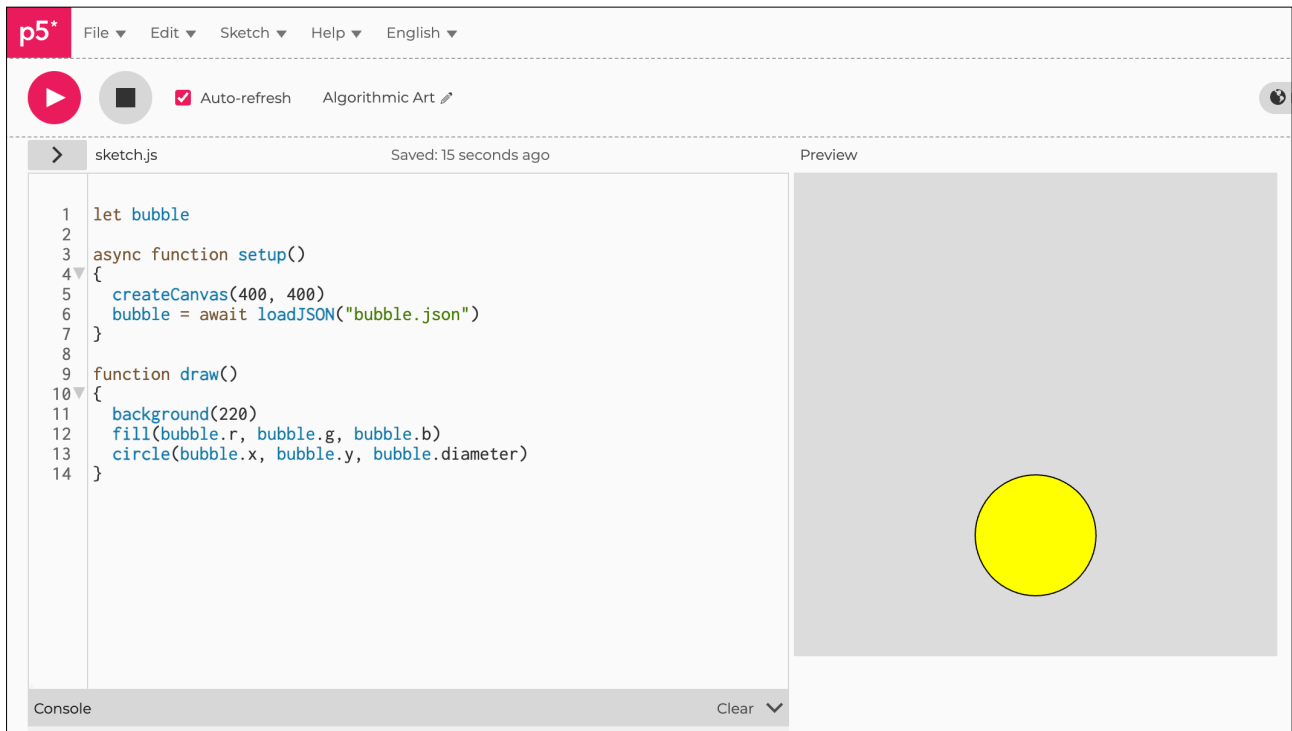 p5*
File Edit Sketch Help English
Auto-refresh Algorithmic Art
sketch.js Saved: 15 seconds ago Preview
1 let bubble
2
3 async function setup()
4 {
5   createCanvas(400, 400)
6   bubble = await loadJSON("bubble.json")
7 }
8
9 function draw()
10 {
11   background(220)
12   fill(bubble.r, bubble.g, bubble.b)
13   circle(bubble.x, bubble.y, bubble.diameter)
14 }
Console Clear